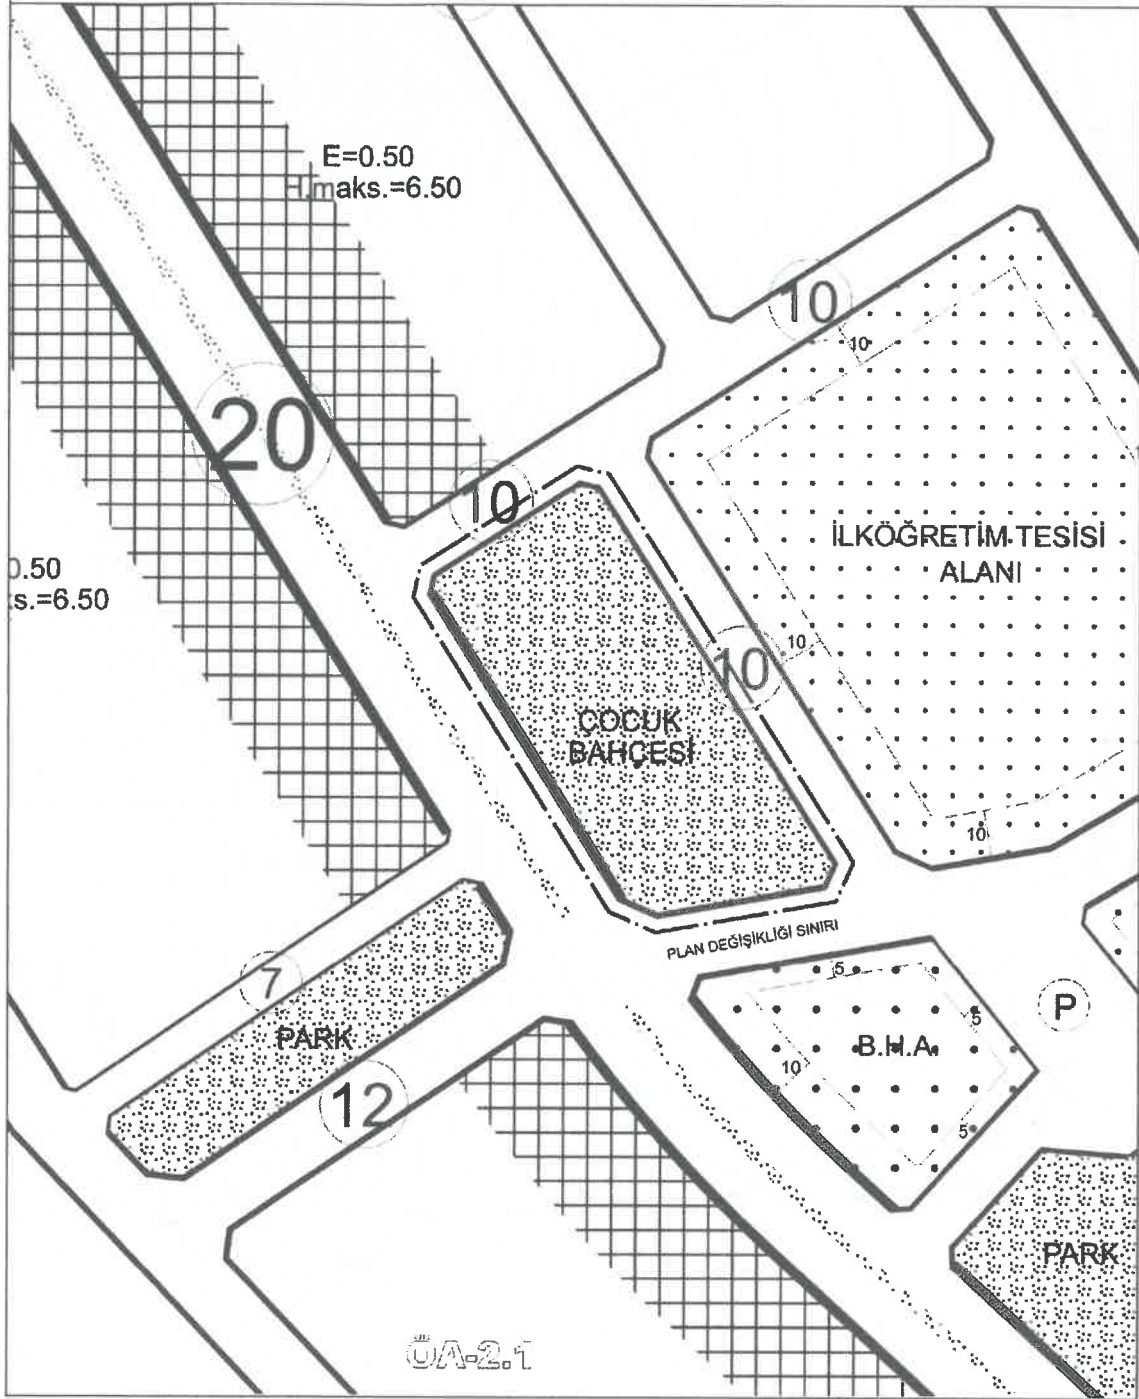 E=0.50
H.maks.=6.50
10
10
20
10
İLKÖĞRETİM TESİSİ
ALANI
0.50
ks.=6.50
10
10
ÇOCUK
BAHÇESİ
10
PLAN DEĞİŞİKLİĞİ SINIRI
7
5
P
5
PARK
B.H.A.
10
12
5
PARK
ÖA-2.1